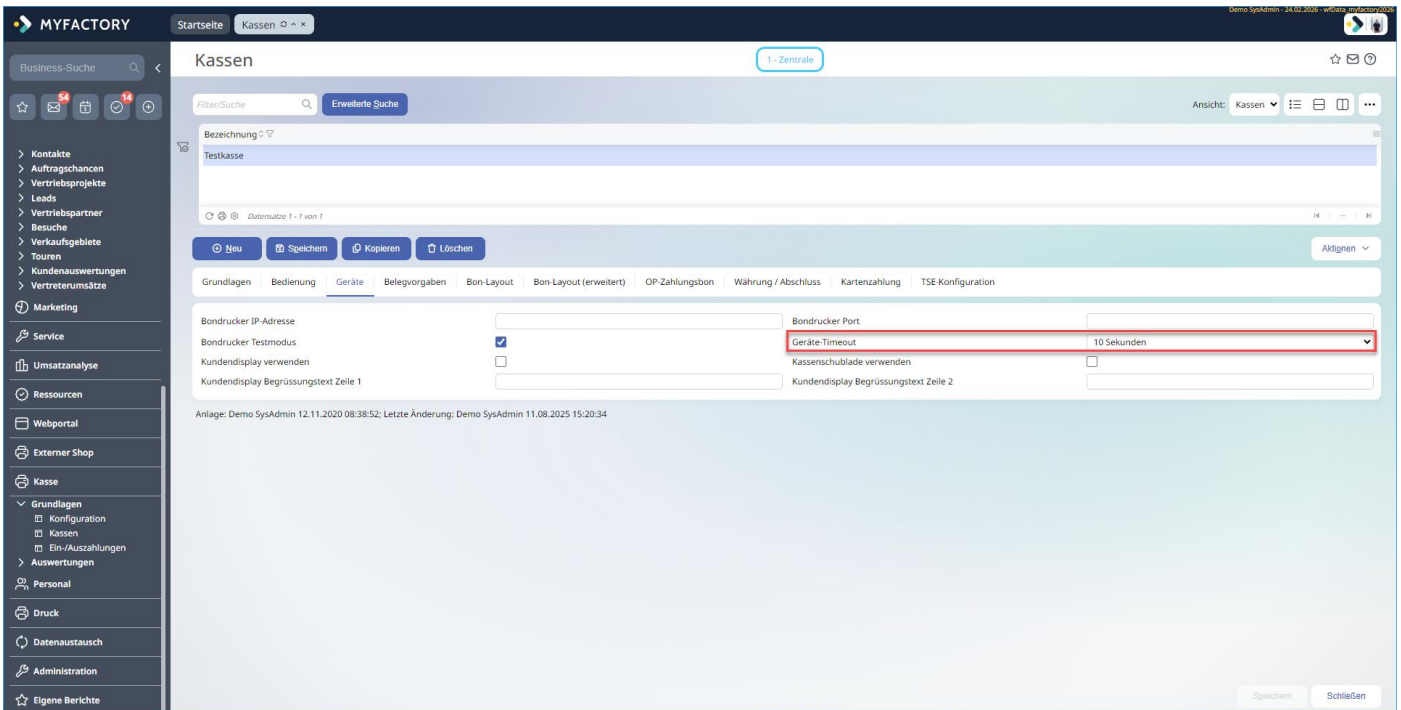 Demo SysAdmin - 24.02.2026 - wfData_myfactory2026
MYFACTORY
Startseite
Kassen
Business-Suche
54
14
Kontakte
Auftragschancen
Vertriebsprojekte
Leads
Vertriebspartner
Besuche
Verkaufsgebiete
Touren
Kundenauswertungen
Vertreterumsätze
Marketing
Service
Umsatzanalyse
Ressourcen
Webportal
Externer Shop
Kasse
Grundlagen
Konfiguration
Kassen
Ein-/Auszahlungen
Auswertungen
Personal
Druck
Datenaustausch
Administration
Eigene Berichte
Kassen
1 - Zentrale
Filter/Suche
Erweiterte Suche
Ansicht: Kassen
Bezeichnung
Testkasse
Datensätze 1 - 1 von 1
Neu Speichern Kopieren Löschen
Aktionen
Grundlagen Bedienung Geräte Belegvorgaben Bon-Layout Bon-Layout (erweitert) OP-Zahlungsbon Währung / Abschluss Kartenzahlung TSE-Konfiguration
Bondrucker IP-Adresse Bondrucker Port
Bondrucker Testmodus Geräte-Timeout 10 Sekunden
Kundendisplay verwenden Kassenschublade verwenden
Kundendisplay Begrüssungstext Zeile 1 Kundendisplay Begrüssungstext Zeile 2
Anlage: Demo SysAdmin 12.11.2020 08:38:52; Letzte Änderung: Demo SysAdmin 11.08.2025 15:20:34
Speichern Schließen